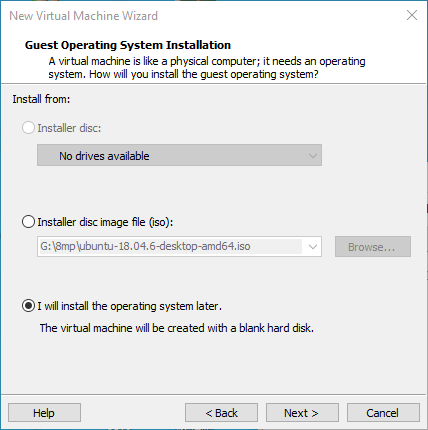 New Virtual Machine Wizard
Guest Operating System Installation
A virtual machine is like a physical computer; it needs an operating
system. How will you install the guest operating system?
Install from:
Installer disc:
No drives available
Installer disc image file (iso):
G:\8mp\ubuntu-18.04.6-desktop-amd64.iso
Browse...
I will install the operating system later.
The virtual machine will be created with a blank hard disk.
Help
< Back
Next >
Cancel